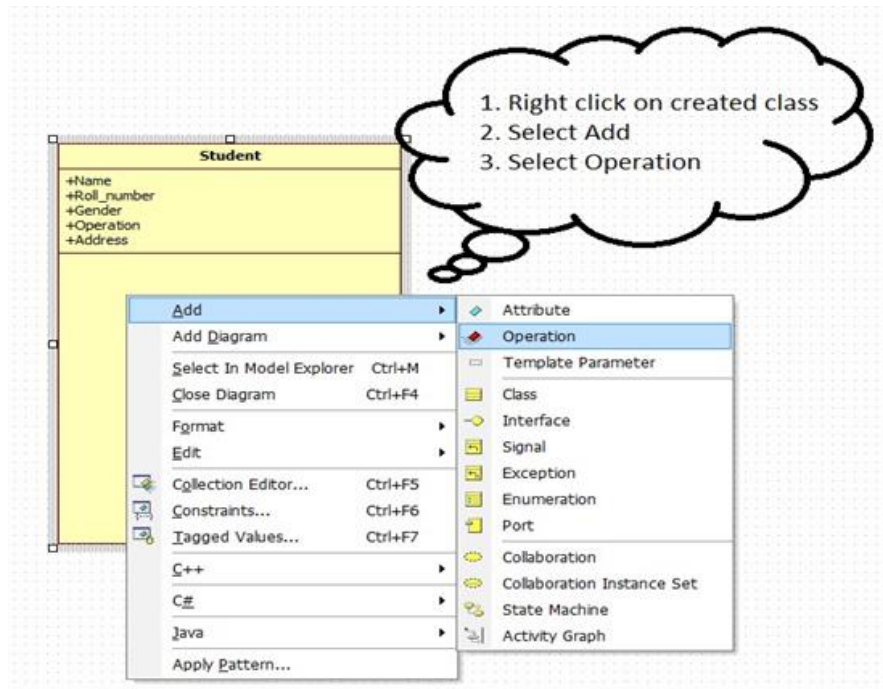 1. Right click on created class
2. Select Add
3. Select Operation
Student
+Name
+Roll_number
+Gender
+Operation
+Address
Add
Add Diagram
Select In Model Explorer Ctrl+M
Close Diagram Ctrl+F4
Format
Edit
Collection Editor... Ctrl+F5
Constraints... Ctrl+F6
Tagged Values... Ctrl+F7
C++
C#
Java
Apply Pattern...
Attribute
Operation
Template Parameter
Class
Interface
Signal
Exception
Enumeration
Port
Collaboration
Collaboration Instance Set
State Machine
Activity Graph